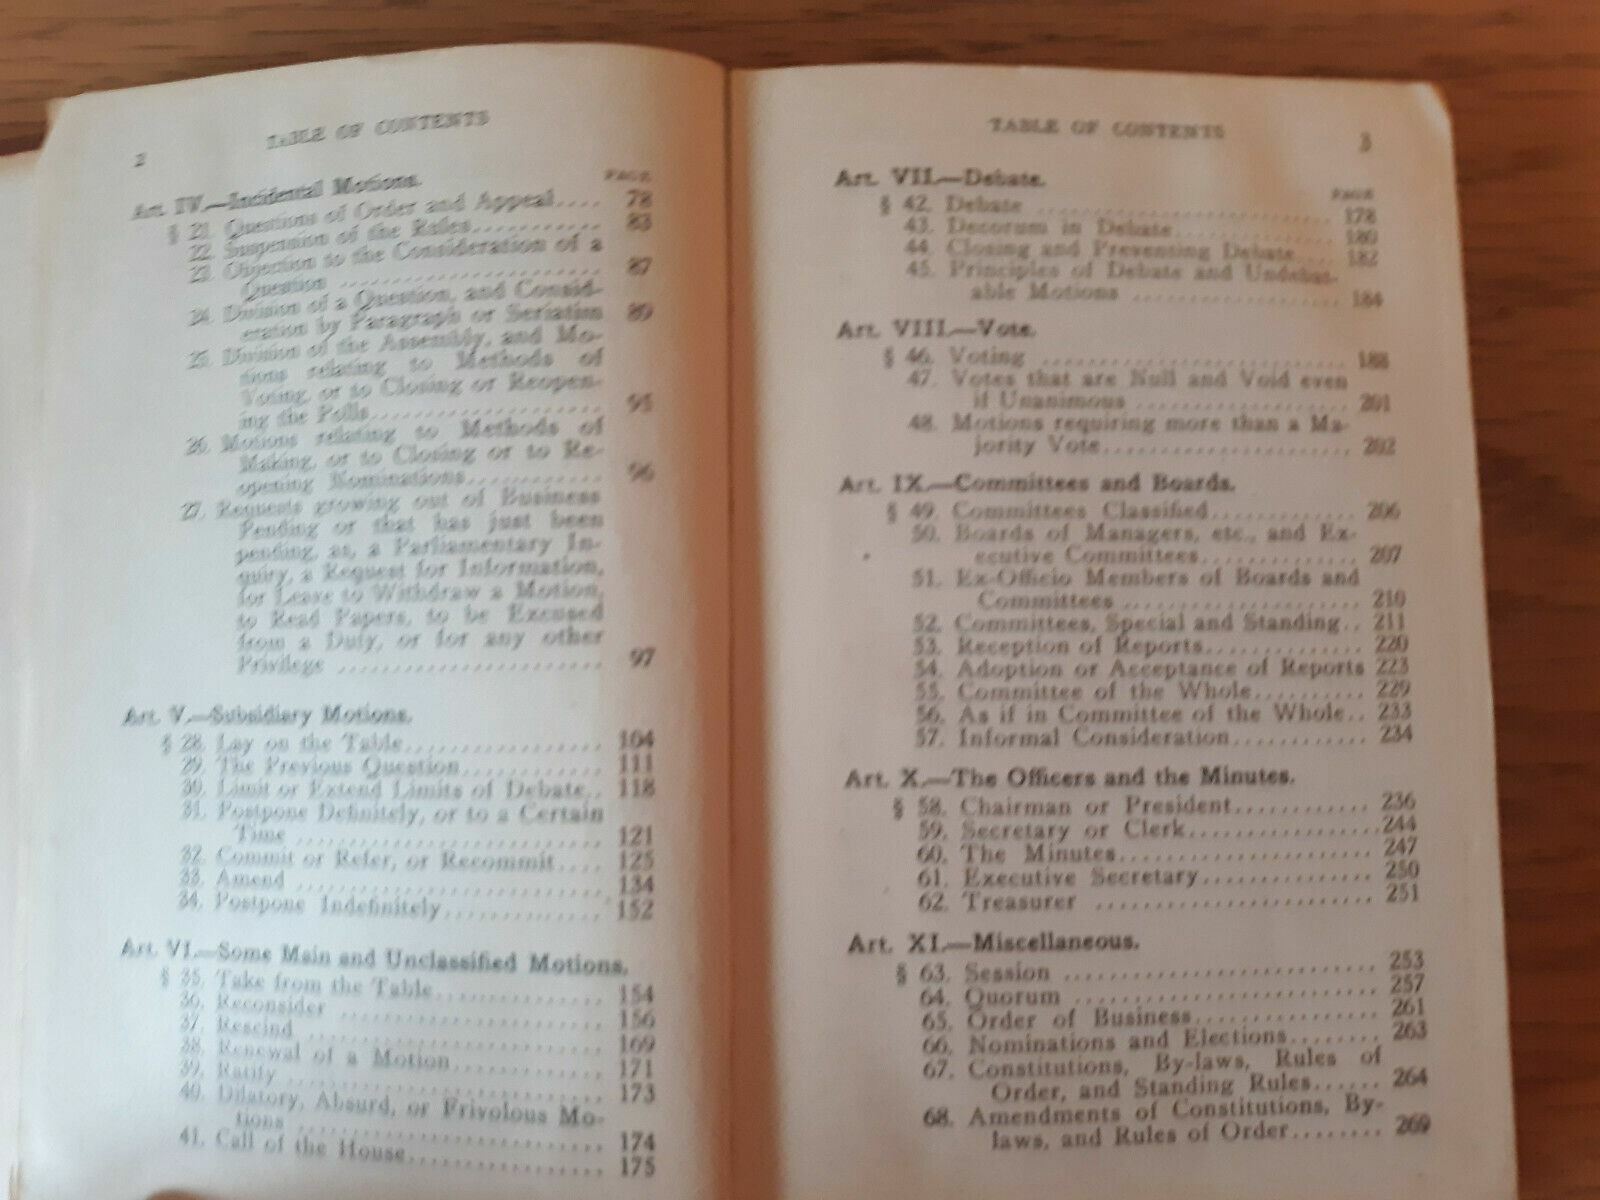 2
TABLE OF CONTENTS
PAGE
Art. IV.—Incidental Motions.
§ 21. Questions of Order and Appeal.... 78
22. Suspension of the Rules........... 83
23. Objection to the Consideration of a
Question ...................... 87
24. Division of a Question, and Consid-
eration by Paragraph or Seriatim 89
25. Division of the Assembly, and Mo-
tions relating to Methods of
Voting, or to Closing or Reopen-
ing the Polls.................... 95
26. Motions relating to Methods of
Making, or to Closing or to Re-
opening Nominations............ 96
27. Requests growing out of Business
Pending or that has just been
pending, as, a Parliamentary In-
quiry, a Request for Information,
for Leave to Withdraw a Motion,
to Read Papers, to be Excused
from a Duty, or for any other
Privilege ....................... 97
Art. V.—Subsidiary Motions.
§ 28. Lay on the Table................. 104
29. The Previous Question............ 111
30. Limit or Extend Limits of Debate.. 118
31. Postpone Definitely, or to a Certain
Time .......................... 121
32. Commit or Refer, or Recommit.... 125
33. Amend ........................... 134
34. Postpone Indefinitely............. 152
Art. VI.—Some Main and Unclassified Motions.
§ 35. Take from the Table.............. 154
36. Reconsider ...................... 156
37. Rescind .......................... 169
38. Renewal of a Motion............. 171
39. Ratify ........................... 173
40. Dilatory, Absurd, or Frivolous Mo-
tions .......................... 174
41. Call of the House................. 175
TABLE OF CONTENTS
3
Art. VII.—Debate.
PAGE
§ 42. Debate ......................... 178
43. Decorum in Debate.............. 180
44. Closing and Preventing Debate.... 182
45. Principles of Debate and Undebat-
able Motions ................... 184
Art. VIII.—Vote.
§ 46. Voting ........................... 188
47. Votes that are Null and Void even
if Unanimous ................... 201
48. Motions requiring more than a Ma-
jority Vote...................... 202
Art. IX.—Committees and Boards.
§ 49. Committees Classified............. 206
50. Boards of Managers, etc., and Ex-
ecutive Committees.............. 207
51. Ex-Officio Members of Boards and
Committees ..................... 210
52. Committees, Special and Standing.. 211
53. Reception of Reports.............. 220
54. Adoption or Acceptance of Reports 223
55. Committee of the Whole.......... 229
56. As if in Committee of the Whole.. 233
57. Informal Consideration............ 234
Art. X.—The Officers and the Minutes.
§ 58. Chairman or President............ 236
59. Secretary or Clerk................. 244
60. The Minutes...................... 247
61. Executive Secretary............... 250
62. Treasurer ........................ 251
Art. XI.—Miscellaneous.
§ 63. Session ........................... 253
64. Quorum .......................... 257
65. Order of Business................. 261
66. Nominations and Elections........ 263
67. Constitutions, By-laws, Rules of
Order, and Standing Rules...... 264
68. Amendments of Constitutions, By-
laws, and Rules of Order........ 269